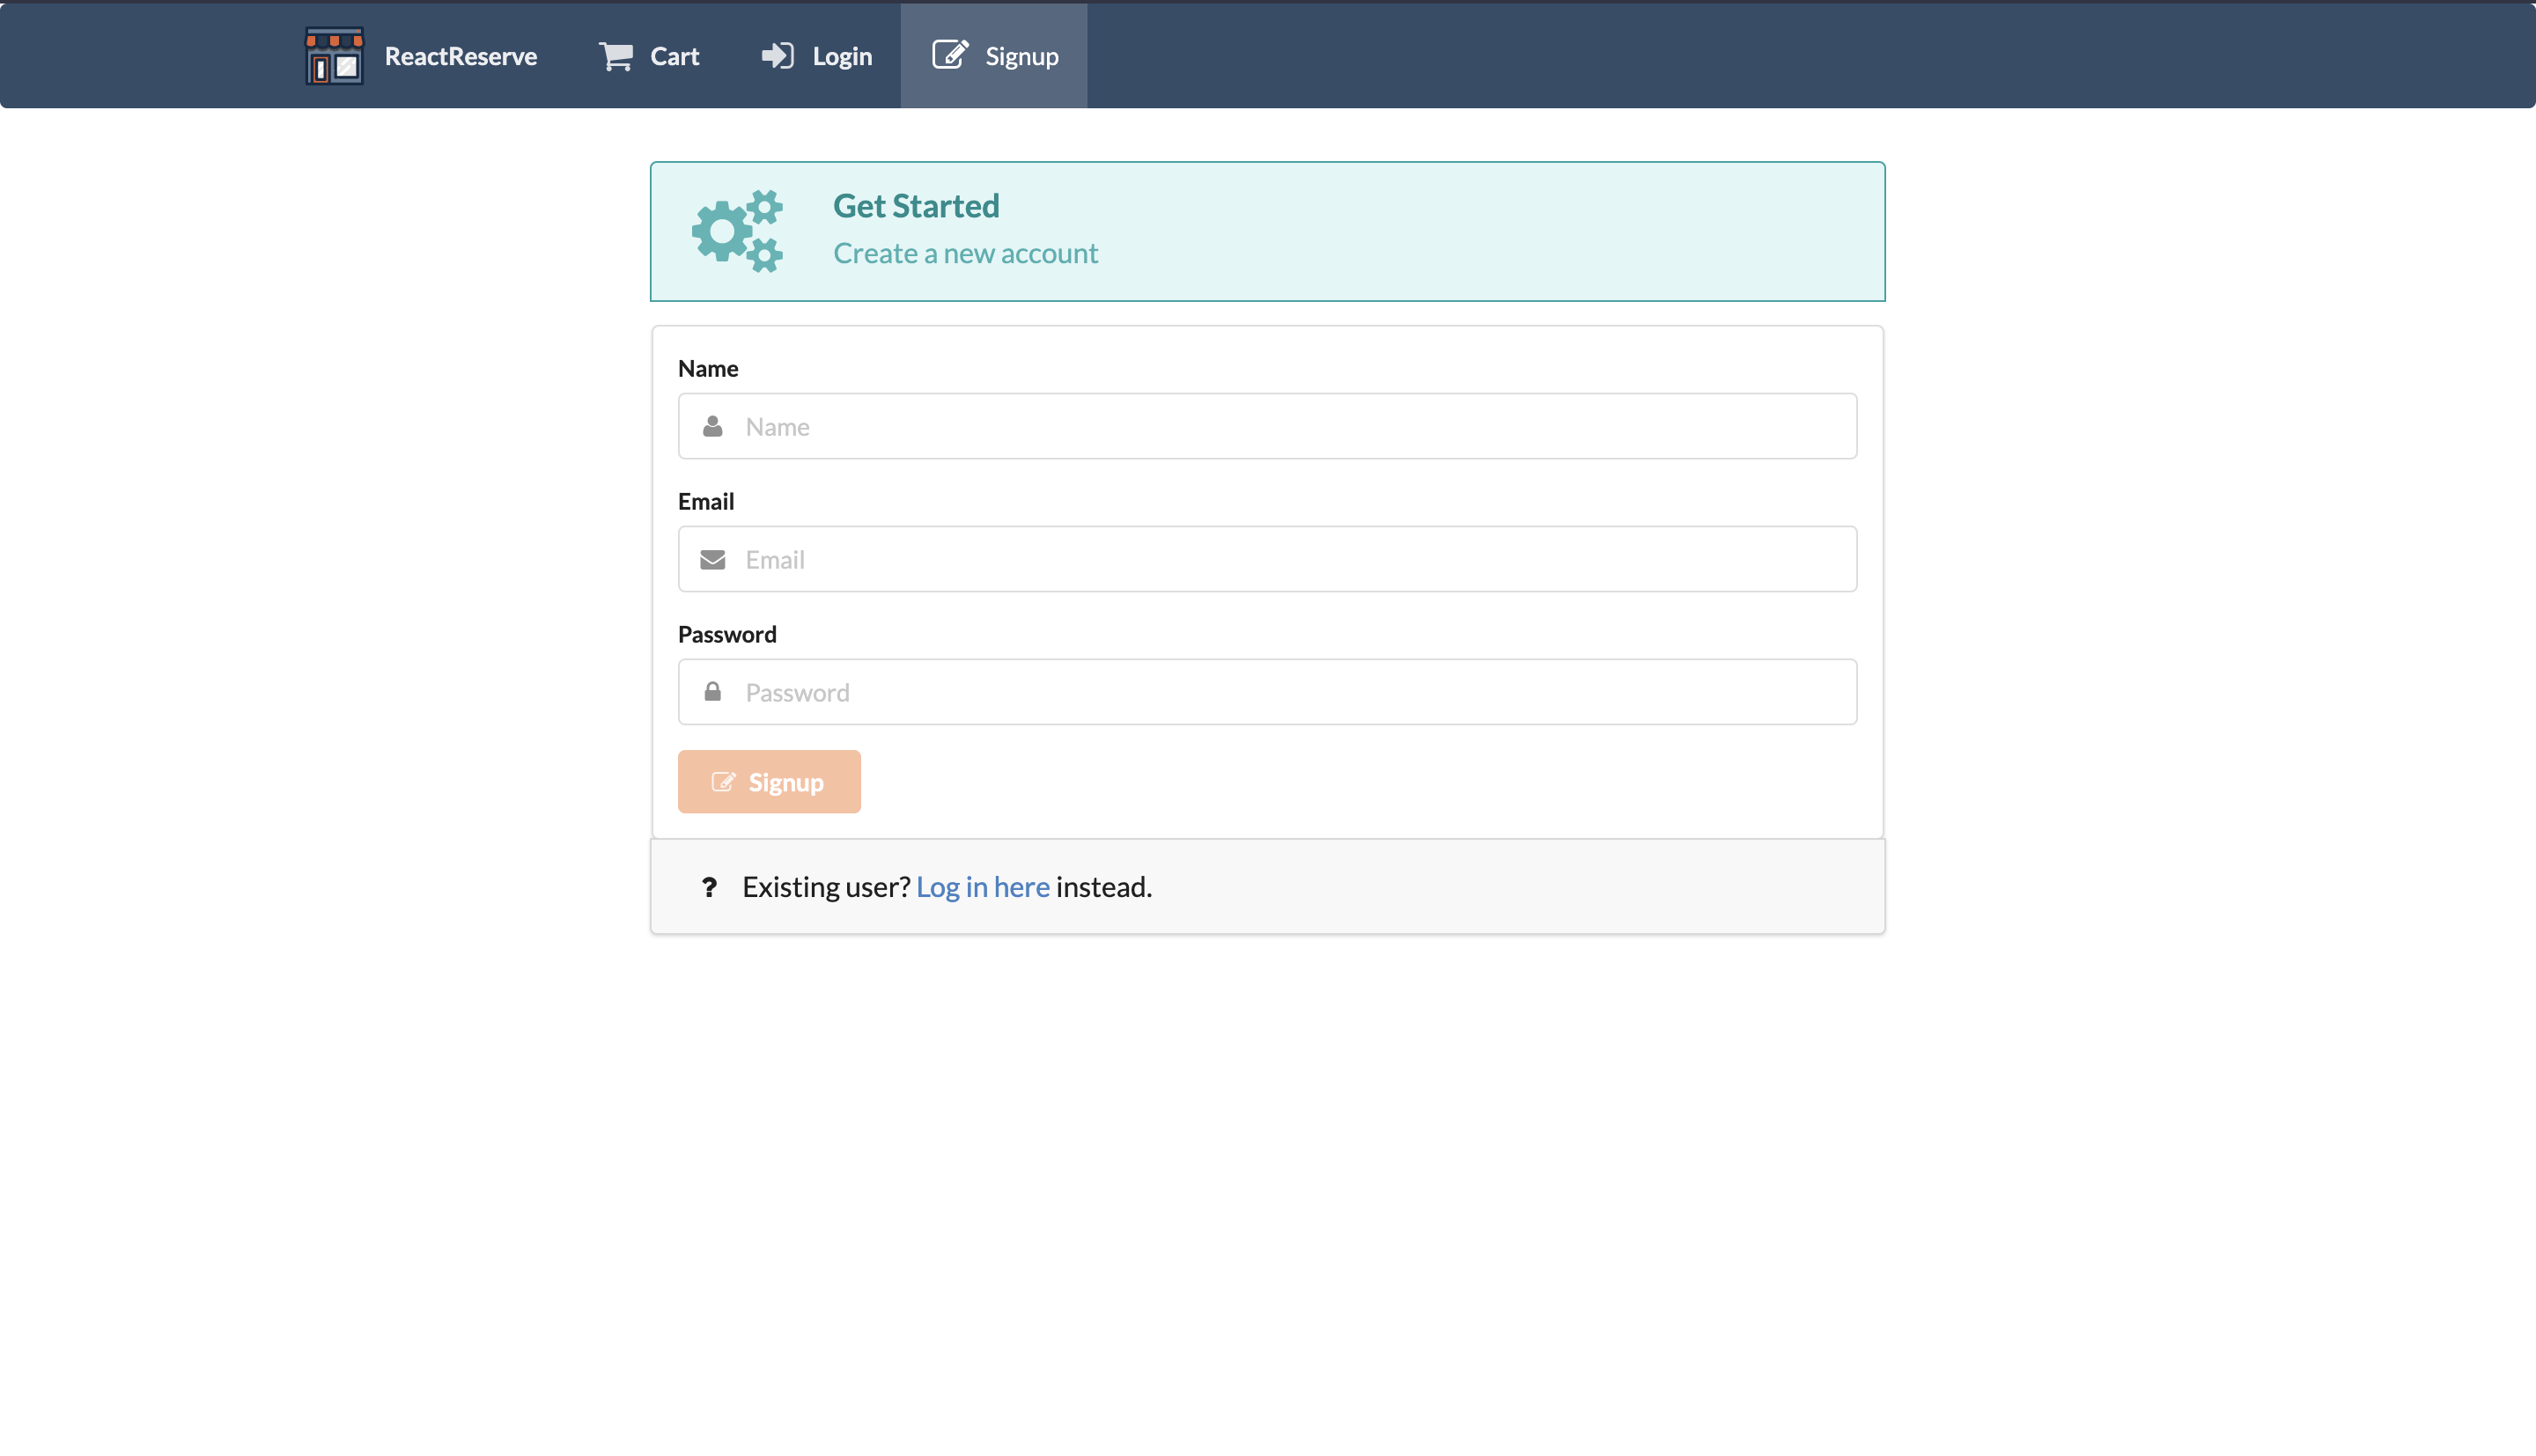 ReactReserve Cart Login Signup
Get Started
Create a new account
Name
Name
Email
Email
Password
Password
Signup
? Existing user? Log in here instead.